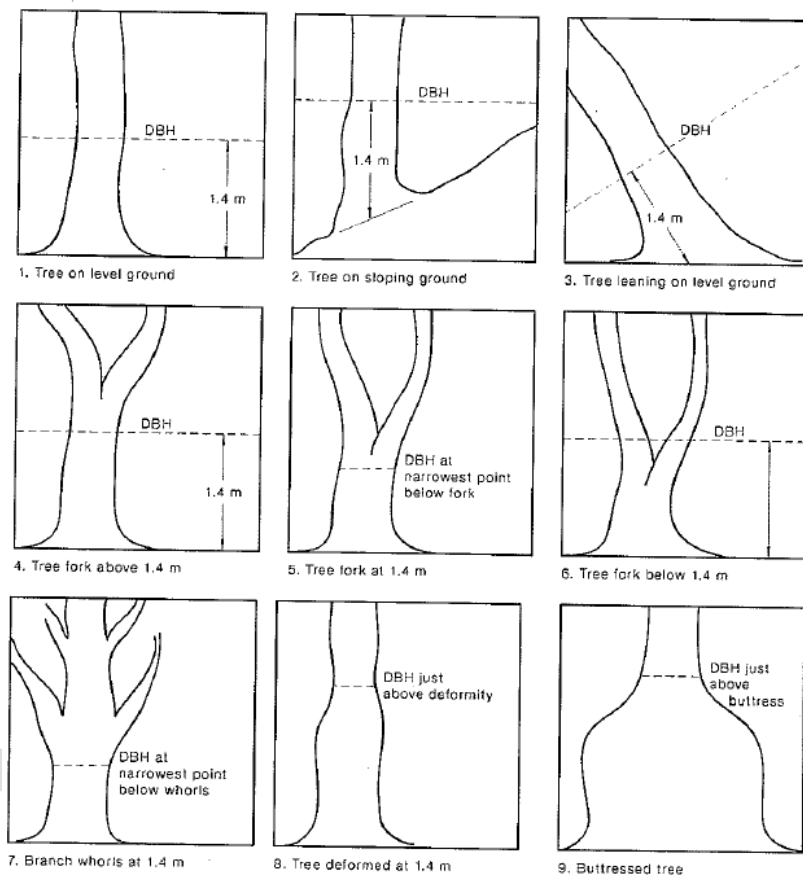 DBH
1.4 m
1. Tree on level ground
DBH
1.4 m
2. Tree on sloping ground
DBH
1.4 m
3. Tree leaning on level ground
DBH
1.4 m
4. Tree fork above 1.4 m
DBH at
narrowest point
below fork
5. Tree fork at 1.4 m
DBH
6. Tree fork below 1.4 m
DBH at
narrowest point
below whorls
7. Branch whorls at 1.4 m
DBH just
above deformity
8. Tree deformed at 1.4 m
DBH just
above
buttress
9. Buttressed tree